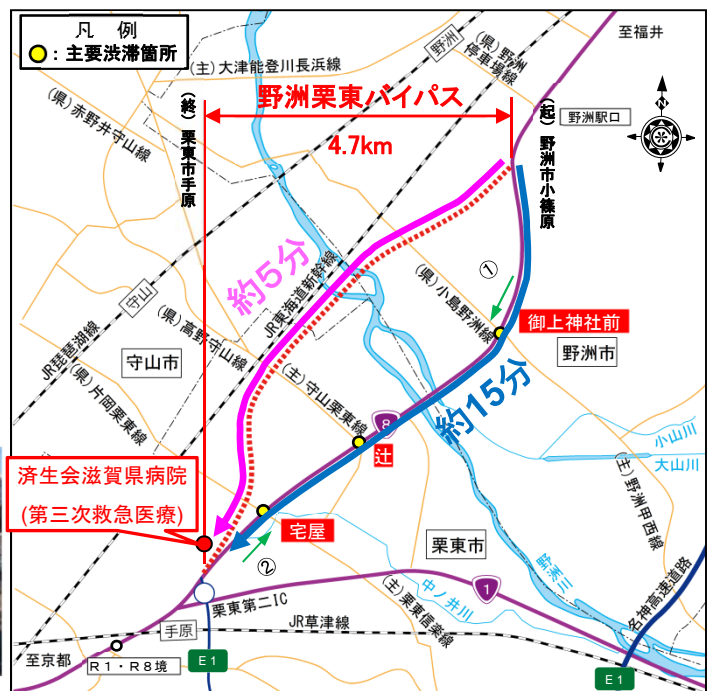 凡 例
：主要渋滞箇所
至福井
野洲
(県)野洲
停車場線
(主)大津能登川長浜線
(県)赤野井守山線
野洲栗東バイパス
4.7km
(終)栗東市手原
(起)野洲市小篠原
野洲駅口
N
約5分
JR東海道新幹線
①
(県)小島野洲線
御上神社前
守山
(県)高野守山線
JR琵琶湖線
守山市
野洲市
(県)片岡栗東線
(主)守山栗東線
8
約15分
辻
小山川
大山川
(主)野洲甲西線
済生会滋賀県病院
(第三次救急医療)
宅屋
栗東市
②
野洲川
栗東第二IC
中ノ井川
1
名神高速道路
(主)栗東信楽線
手原
JR草津線
至京都
R1・R8境
E1
E1